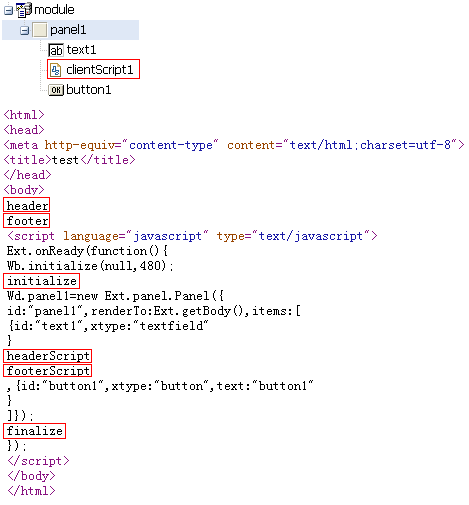 module
panel1
ab text1
clientScript1
OK button1
<html>
<head>
<meta http-equiv="content-type" content="text/html;charset=utf-8">
<title>test</title>
</head>
<body>
header
footer
<script language="javascript" type="text/javascript">
Ext.onReady(function(){
Wb.initialize(null,480);
initialize
Wd.panel1=new Ext.panel.Panel({
id:"panel1",renderTo:Ext.getBody(),items:[
{id:"text1",xtype:"textfield"
}
headerScript
footerScript
,{id:"button1",xtype:"button",text:"button1"
}
]});
finalize
});
</script>
</body>
</html>